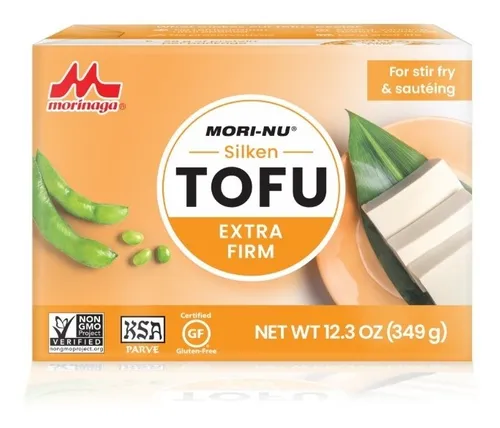 morinaga®
For stir fry
& sautéing
MORI-NU®
Silken
TOFU
EXTRA
FIRM
NON
GMO
Project
VERIFIED
nongmoproject.org
KSA
PARVE
Certified
GF
Gluten-Free
NET WT 12.3 OZ (349 g)